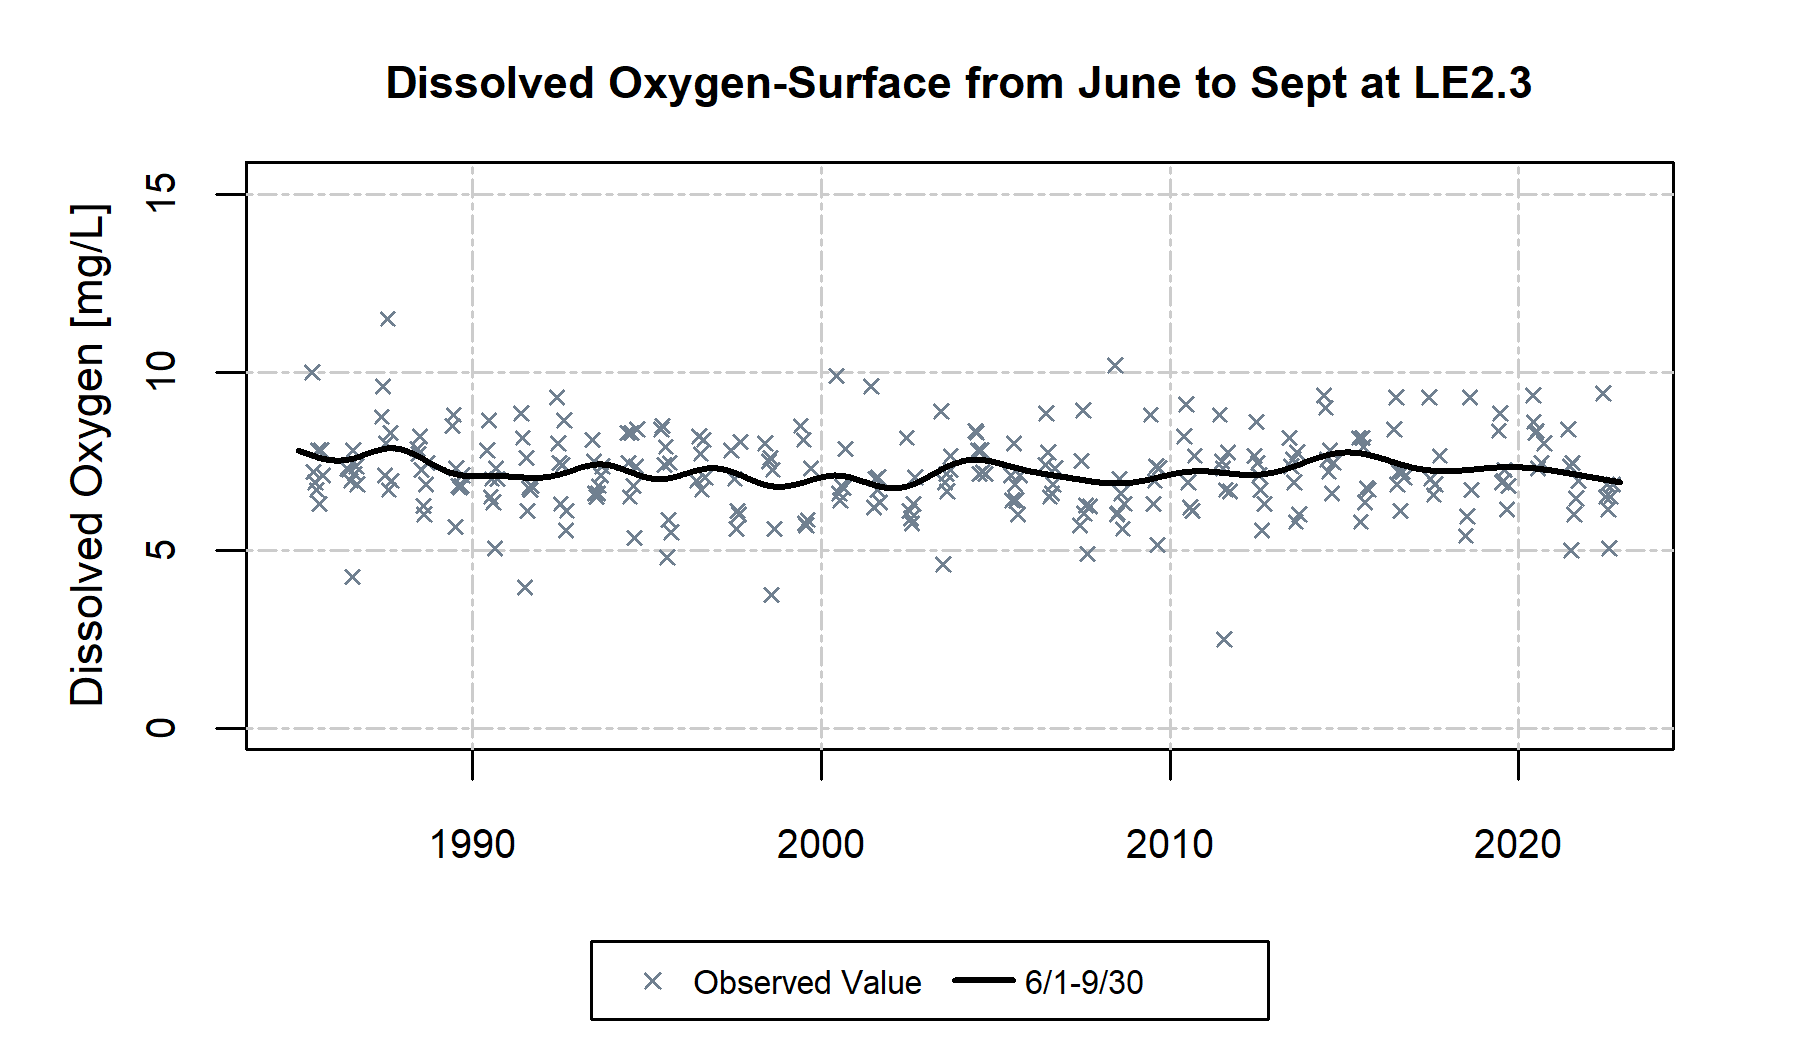 Dissolved Oxygen-Surface from June to Sept at LE2.3
Dissolved Oxygen [mg/L]
15
10
5
0
1990 2000 2010 2020
Observed Value 6/1-9/30